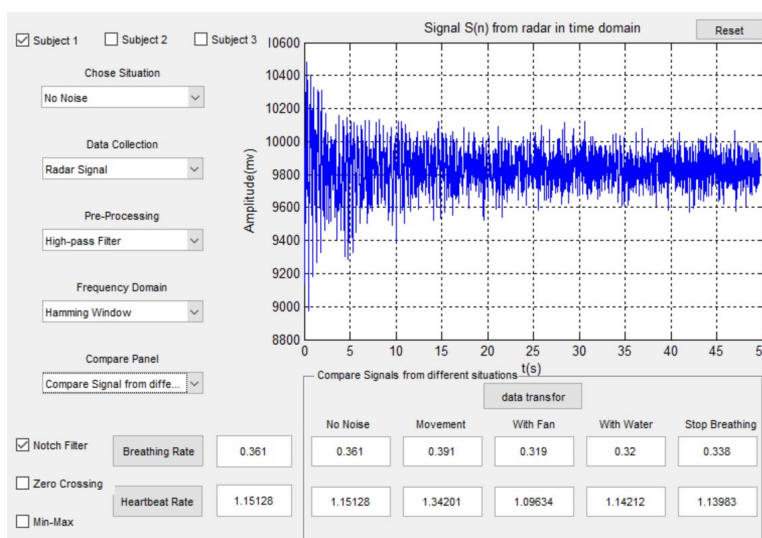 Subject 1 Subject 2 Subject 3
Chose Situation
No Noise
Data Collection
Radar Signal
Pre-Processing
High-pass Filter
Frequency Domain
Hamming Window
Compare Panel
Compare Signal from diffe...
Notch Filter
Zero Crossing
Min-Max
Breathing Rate 0.361
Heartbeat Rate 1.15128
Signal S(n) from radar in time domain
Reset
Amplitude(mv)
10600
10400
10200
10000
9800
9600
9400
9200
9000
8800
0 5 10 15 20 25 30 35 40 45
t(s)
Compare Signals from different situations
data transfor
No Noise Movement With Fan With Water Stop Breathing
0.361 0.391 0.319 0.32 0.338
1.15128 1.34201 1.09634 1.14212 1.13983